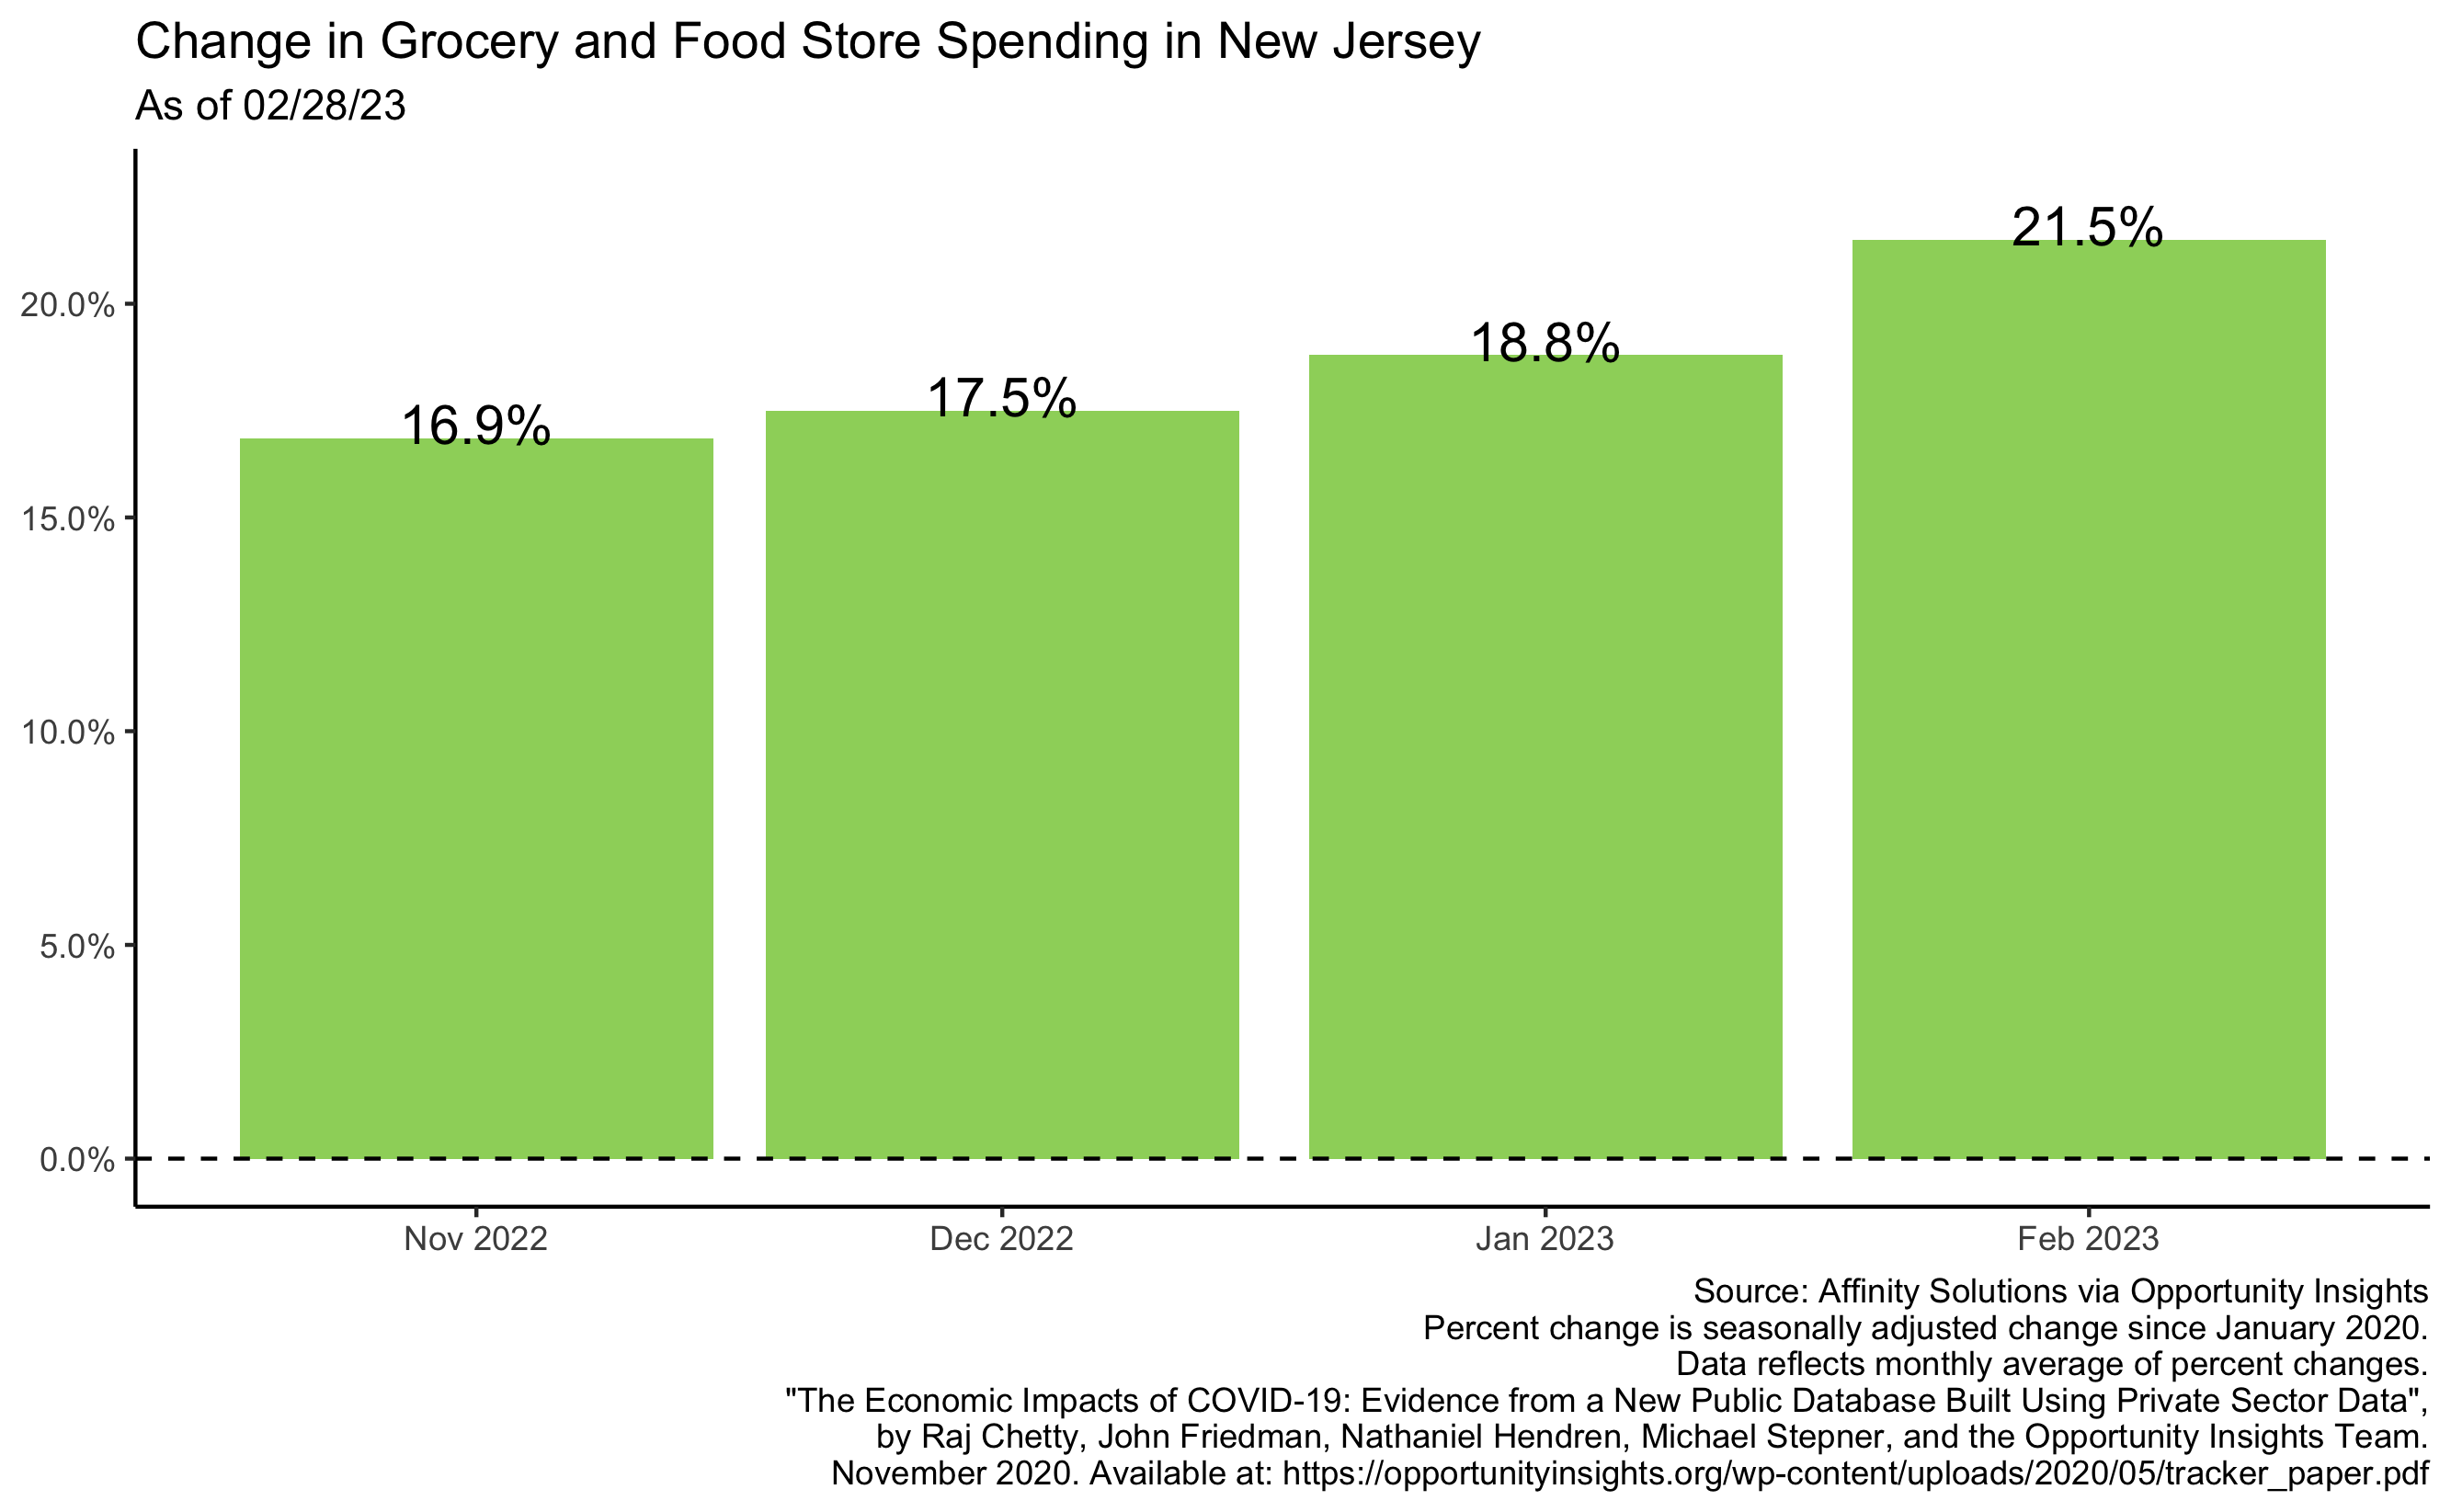 Change in Grocery and Food Store Spending in New Jersey
As of 02/28/23
21.5%
20.0%
18.8%
17.5%
16.9%
15.0%
10.0%
5.0%
0.0%
Nov 2022
Dec 2022
Jan 2023
Feb 2023
Source: Affinity Solutions via Opportunity Insights
Percent change is seasonally adjusted change since January 2020.
Data reflects monthly average of percent changes.
"The Economic Impacts of COVID-19: Evidence from a New Public Database Built Using Private Sector Data",
by Raj Chetty, John Friedman, Nathaniel Hendren, Michael Stepner, and the Opportunity Insights Team.
November 2020. Available at: https://opportunityinsights.org/wp-content/uploads/2020/05/tracker_paper.pdf